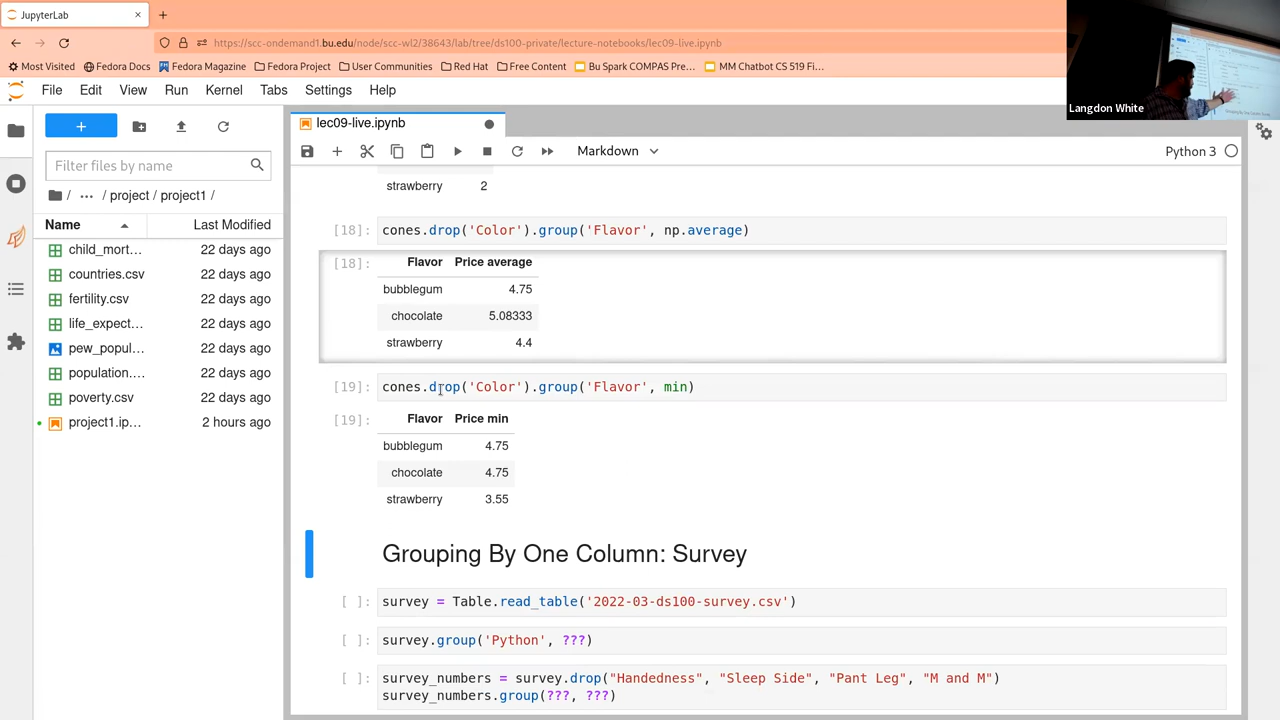 JupyterLab
https://scc-ondemand1.bu.edu/node/scc-wl2/38643/lab/tree/ds100-private/lecture-notebooks/lec09-live.ipynb
Most Visited Fedora Docs Fedora Magazine Fedora Project User Communities Red Hat Free Content Bu Spark COMPAS Pre… MM Chatbot CS 519 Fi…
Langdon White
File Edit View Run Kernel Tabs Settings Help
lec09-live.ipynb
Filter files by name
Markdown
Python 3
/ ... / project / project1 /
Name Last Modified
child_mort… 22 days ago
countries.csv 22 days ago
fertility.csv 22 days ago
life_expect… 22 days ago
pew_popul… 22 days ago
population.… 22 days ago
poverty.csv 22 days ago
project1.ip… 2 hours ago
strawberry 2
[18]: cones.drop('Color').group('Flavor', np.average)
[18]: Flavor Price average
bubblegum 4.75
chocolate 5.08333
strawberry 4.4
[19]: cones.drop('Color').group('Flavor', min)
[19]: Flavor Price min
bubblegum 4.75
chocolate 4.75
strawberry 3.55
Grouping By One Column: Survey
[ ]: survey = Table.read_table('2022-03-ds100-survey.csv')
[ ]: survey.group('Python', ???)
[ ]: survey_numbers = survey.drop("Handedness", "Sleep Side", "Pant Leg", "M and M")
survey_numbers.group(???, ???)